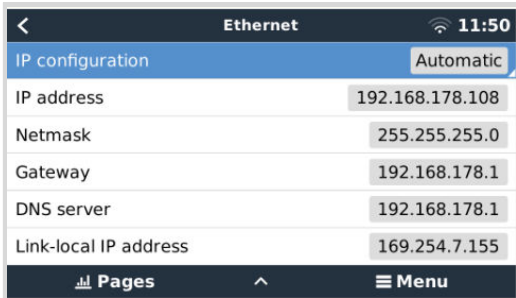 Ethernet 11:50
IP configuration Automatic
IP address 192.168.178.108
Netmask 255.255.255.0
Gateway 192.168.178.1
DNS server 192.168.178.1
Link-local IP address 169.254.7.155
Pages Menu